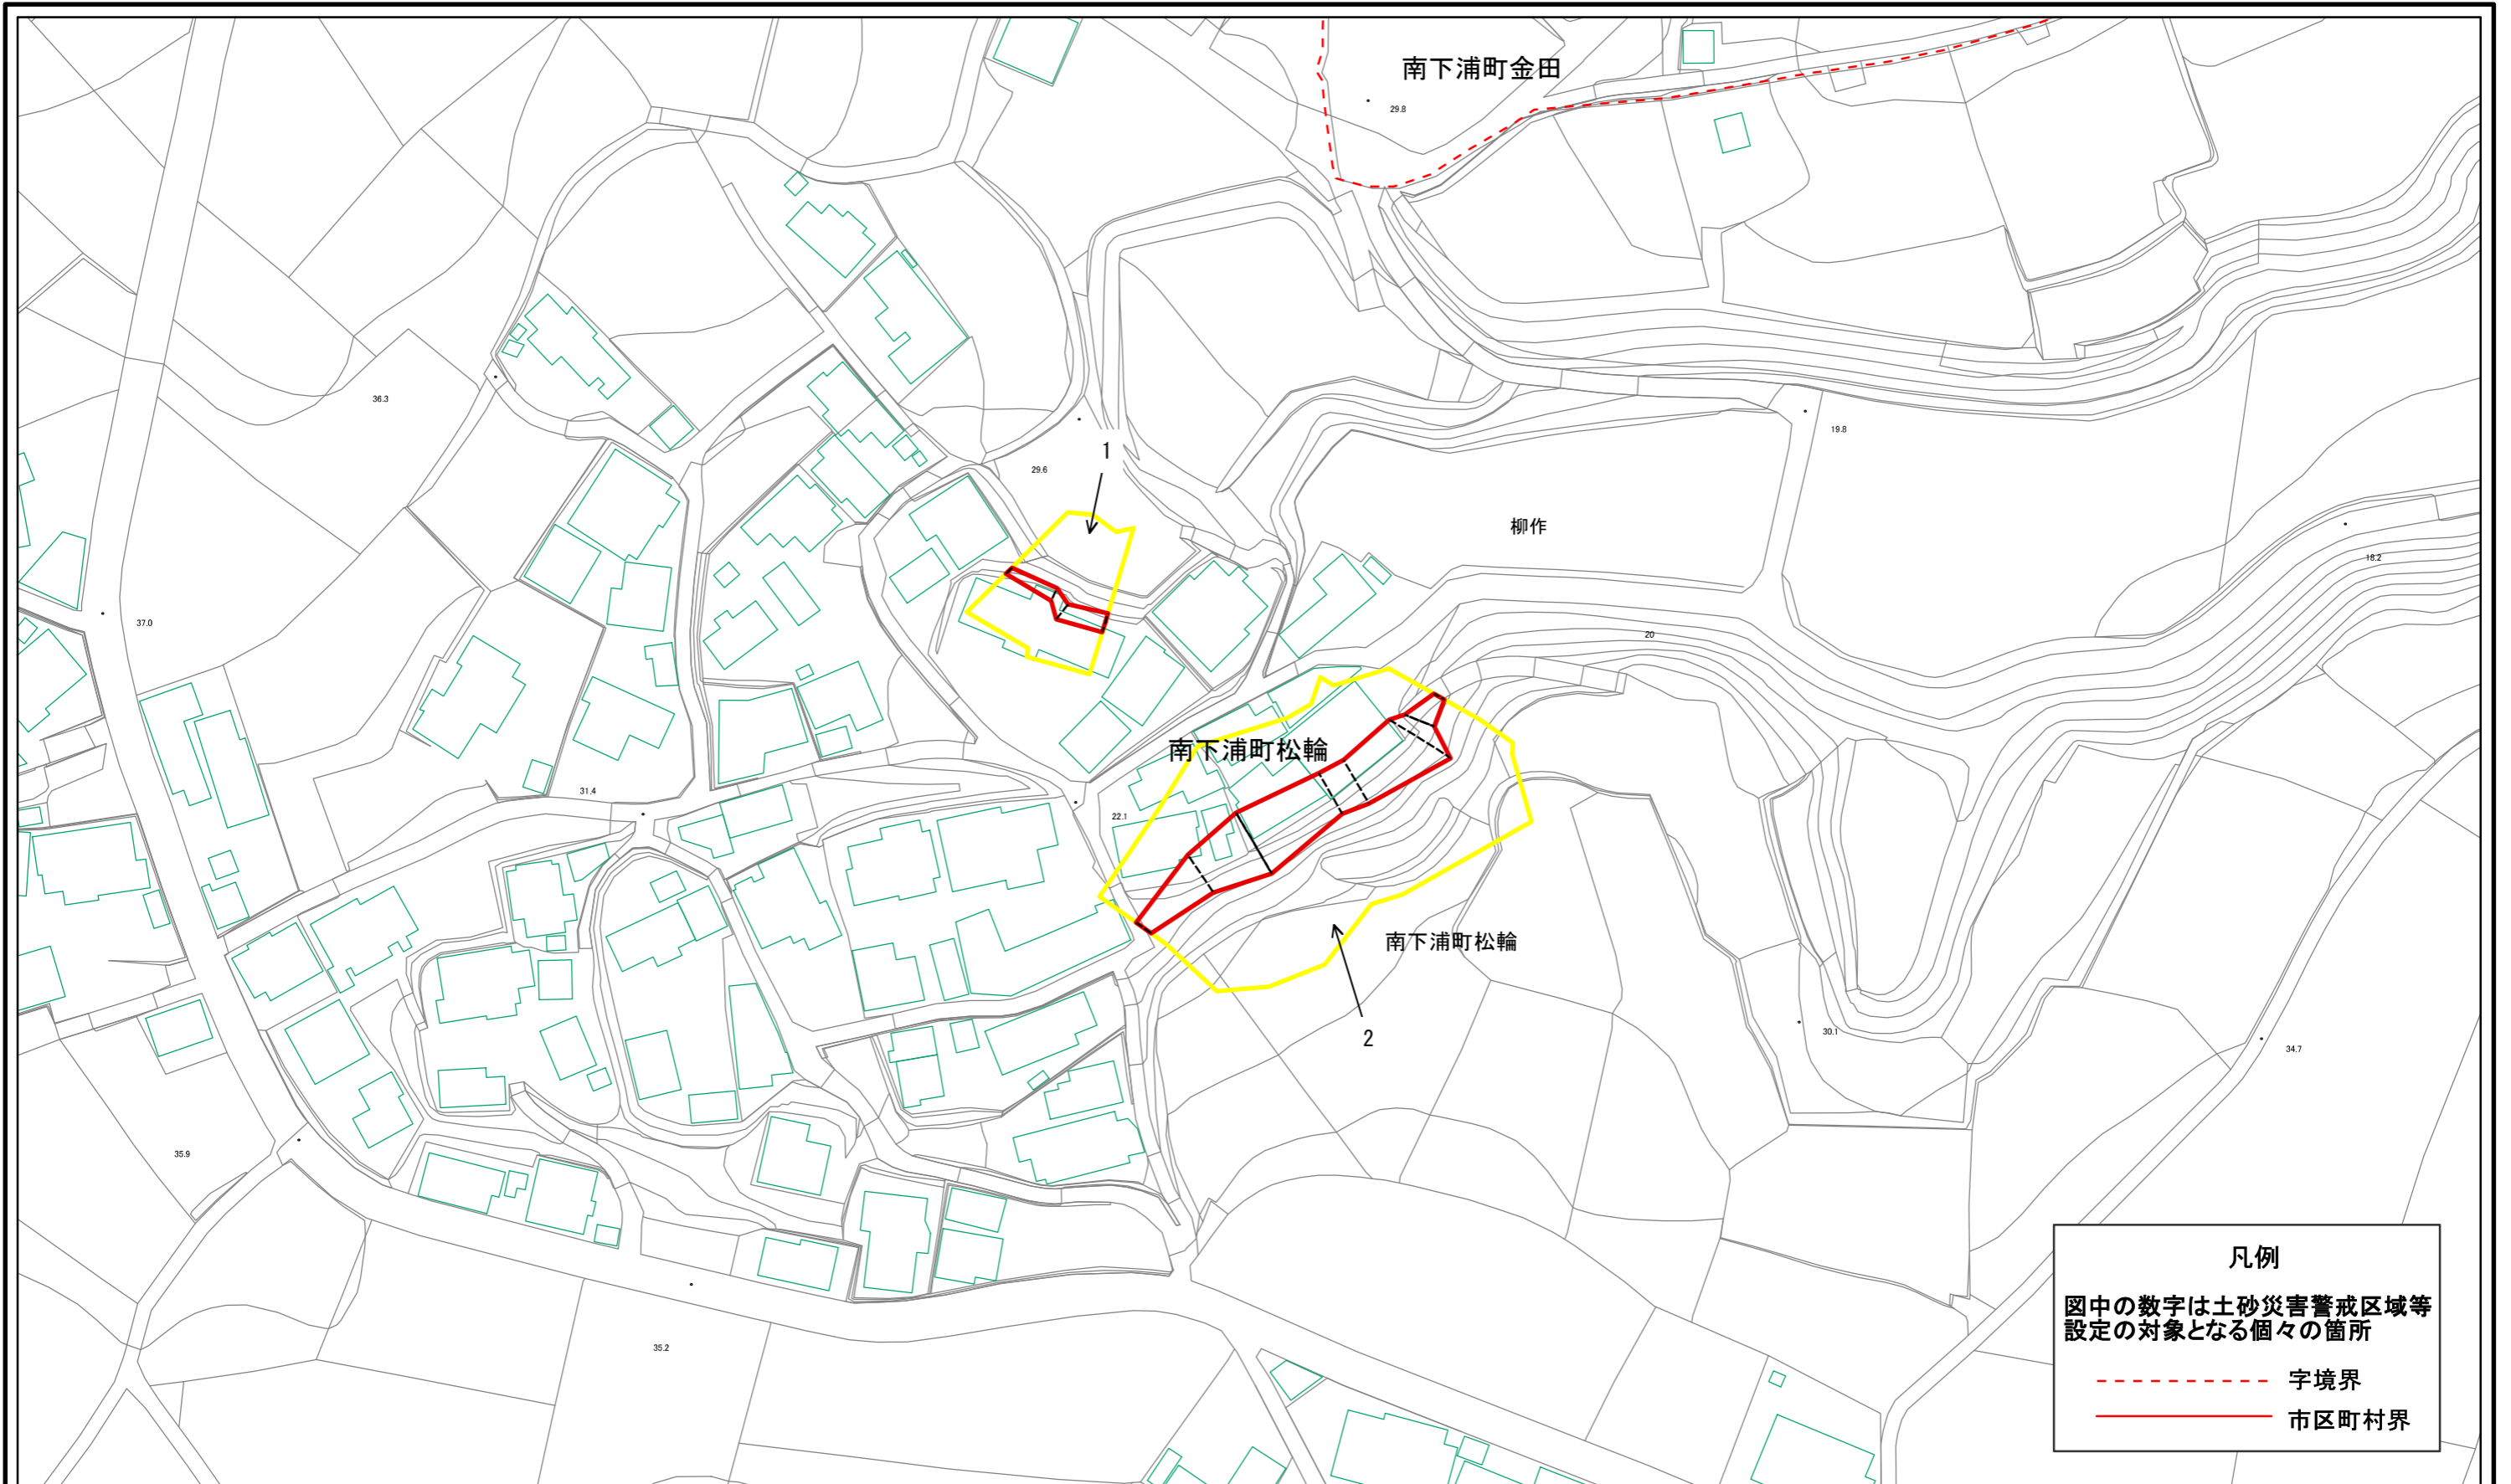 南下浦町金田
29.8
36.3
19.8
1
29.6
柳作
18.2
37.0
20
南下浦町松輪
31.4
22.1
南下浦町松輪
30.1
2
34.7
35.9
35.2
凡例
図中の数字は土砂災害警戒区域等
設定の対象となる個々の箇所
字境界
市区町村界